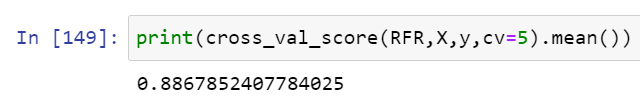 In [149]: print(cross_val_score(RFR,X,y,cv=5).mean())
0.8867852407784025